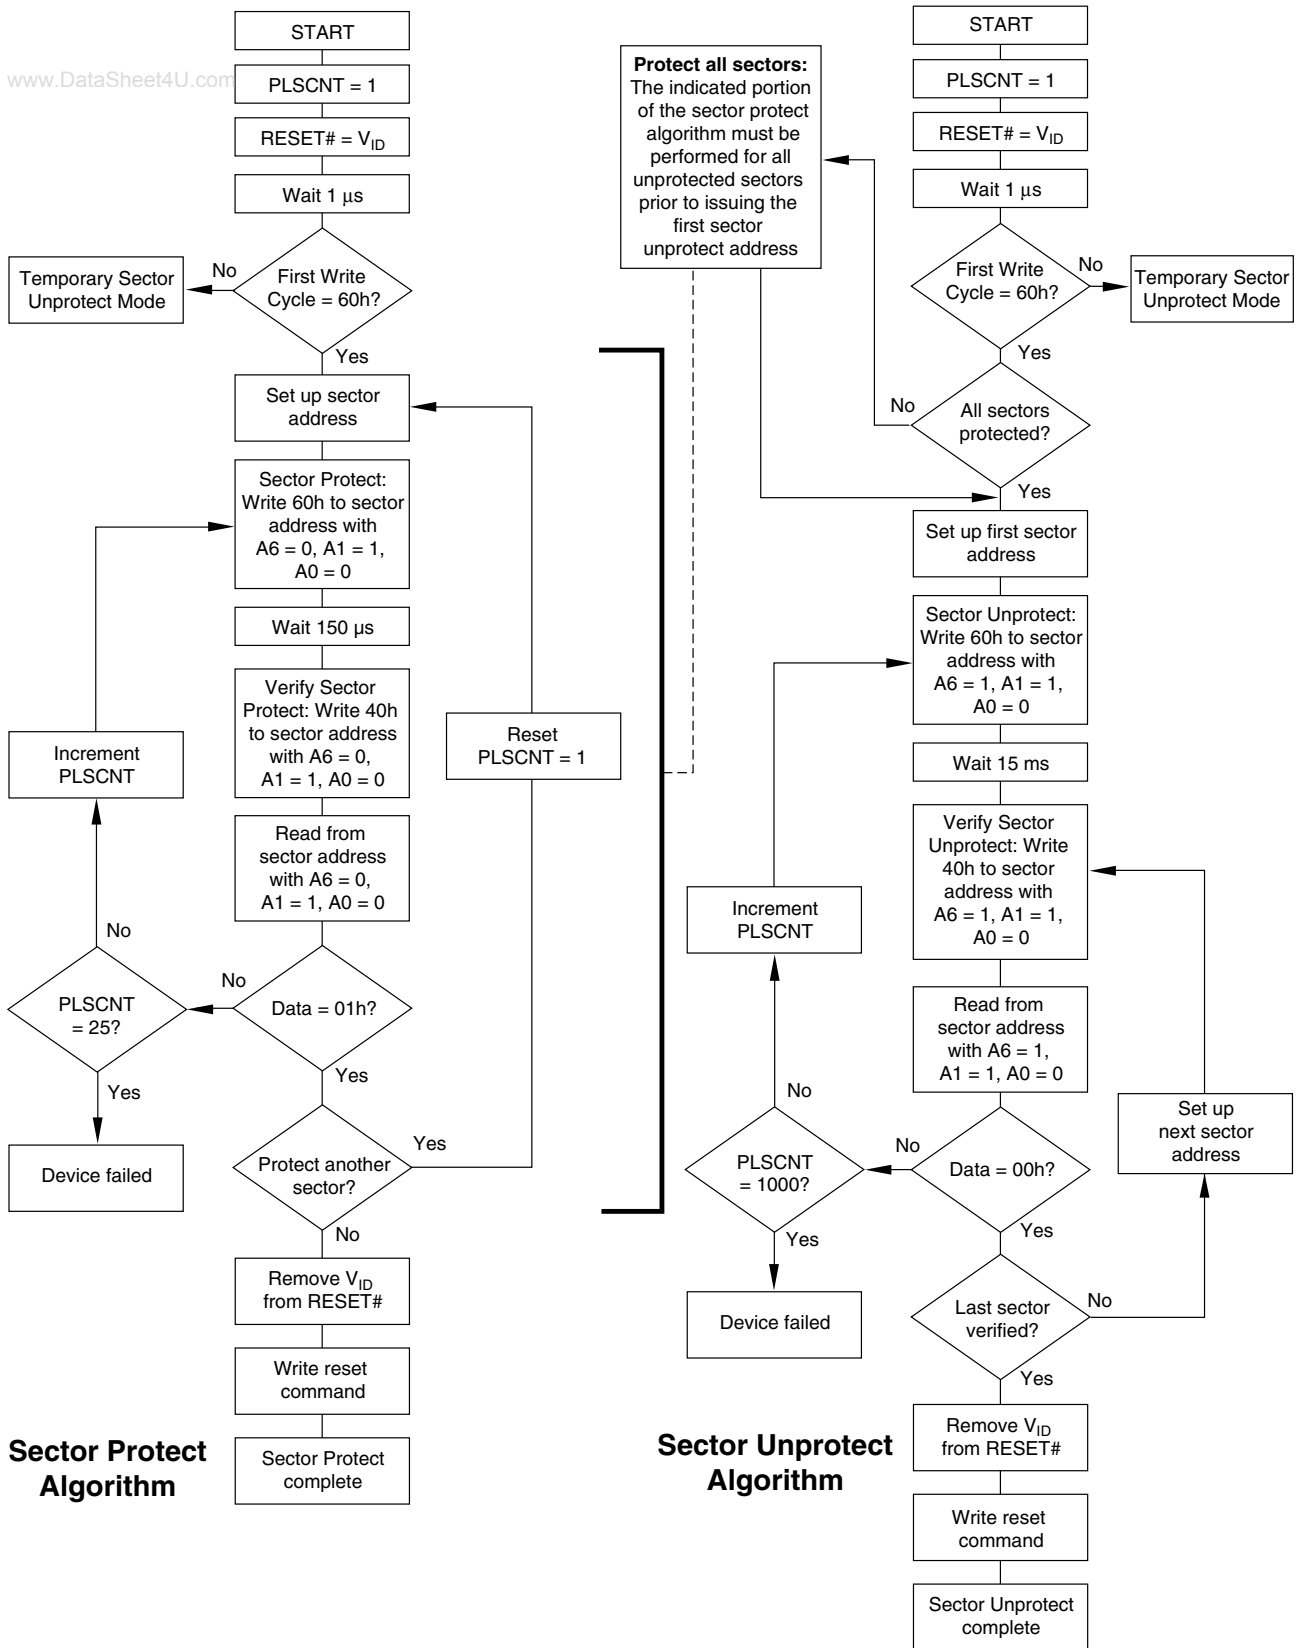 www.DataSheet4U.com
START
PLSCNT = 1
RESET# = VID
Wait 1 μs
First Write
Cycle = 60h?
No
Temporary Sector
Unprotect Mode
Yes
Set up sector
address
Sector Protect:
Write 60h to sector
address with
A6 = 0, A1 = 1,
A0 = 0
Wait 150 µs
Verify Sector
Protect: Write 40h
to sector address
with A6 = 0,
A1 = 1, A0 = 0
Read from
sector address
with A6 = 0,
A1 = 1, A0 = 0
Data = 01h?
No
PLSCNT
= 25?
No
Increment
PLSCNT
Yes
Device failed
Yes
Protect another
sector?
Yes
Reset
PLSCNT = 1
No
Remove VID
from RESET#
Write reset
command
Sector Protect
complete
Sector Protect
Algorithm
Protect all sectors:
The indicated portion
of the sector protect
algorithm must be
performed for all
unprotected sectors
prior to issuing the
first sector
unprotect address
START
PLSCNT = 1
RESET# = VID
Wait 1 μs
First Write
Cycle = 60h?
No
Temporary Sector
Unprotect Mode
Yes
All sectors
protected?
No
Yes
Set up first sector
address
Sector Unprotect:
Write 60h to sector
address with
A6 = 1, A1 = 1,
A0 = 0
Wait 15 ms
Verify Sector
Unprotect: Write
40h to sector
address with
A6 = 1, A1 = 1,
A0 = 0
Read from
sector address
with A6 = 1,
A1 = 1, A0 = 0
Data = 00h?
No
PLSCNT
= 1000?
No
Increment
PLSCNT
Yes
Device failed
Yes
Last sector
verified?
No
Set up
next sector
address
Yes
Remove VID
from RESET#
Write reset
command
Sector Unprotect
complete
Sector Unprotect
Algorithm